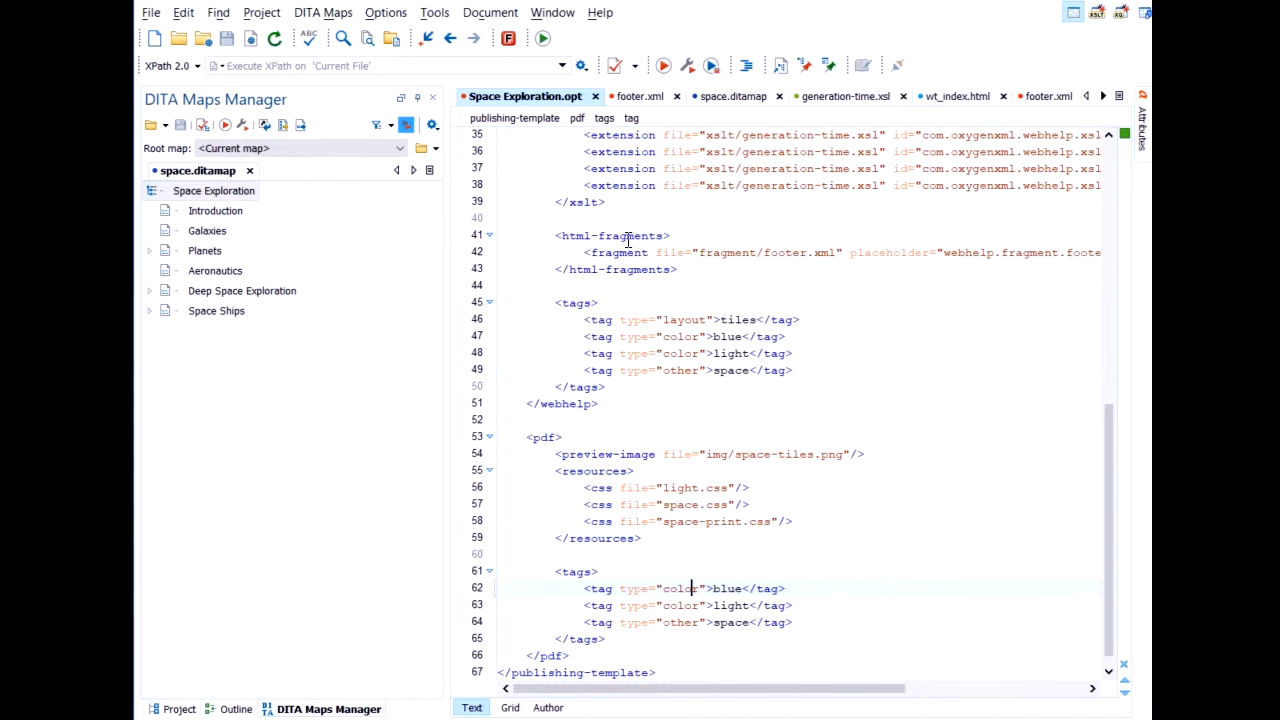 File Edit Find Project DITA Maps Options Tools Document Window Help
XPath 2.0 Execute XPath on 'Current File'
DITA Maps Manager
Root map: <Current map>
space.ditamap
Space Exploration
Introduction
Galaxies
Planets
Aeronautics
Deep Space Exploration
Space Ships
Project Outline DITA Maps Manager
Space Exploration.opt footer.xml space.ditamap generation-time.xsl wt_index.html footer.xml
publishing-template pdf tags tag
35 <extension file="xslt/generation-time.xsl" id="com.oxygenxml.webhelp.xsl
36 <extension file="xslt/generation-time.xsl" id="com.oxygenxml.webhelp.xsl
37 <extension file="xslt/generation-time.xsl" id="com.oxygenxml.webhelp.xsl
38 <extension file="xslt/generation-time.xsl" id="com.oxygenxml.webhelp.xsl
39 </xslt>
40
41 <html-fragments>
42 <fragment file="fragment/footer.xml" placeholder="webhelp.fragment.foote
43 </html-fragments>
44
45 <tags>
46 <tag type="layout">tiles</tag>
47 <tag type="color">blue</tag>
48 <tag type="color">light</tag>
49 <tag type="other">space</tag>
50 </tags>
51 </webhelp>
52
53 <pdf>
54 <preview-image file="img/space-tiles.png"/>
55 <resources>
56 <css file="light.css"/>
57 <css file="space.css"/>
58 <css file="space-print.css"/>
59 </resources>
60
61 <tags>
62 <tag type="color">blue</tag>
63 <tag type="color">light</tag>
64 <tag type="other">space</tag>
65 </tags>
66 </pdf>
67 </publishing-template>
Text Grid Author
Attributes